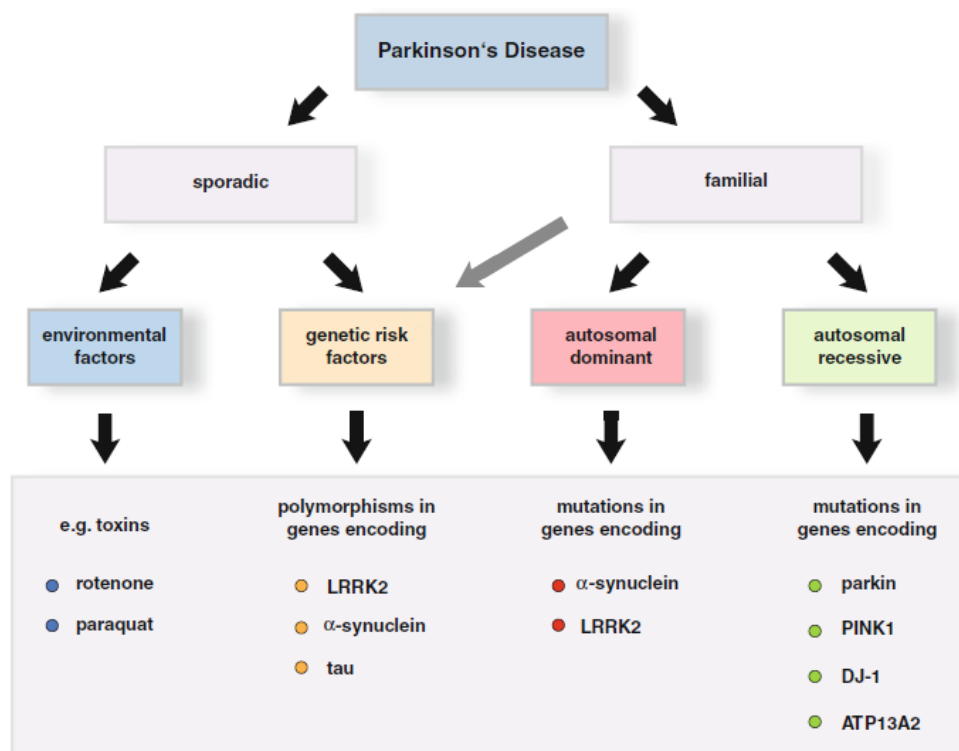 Parkinson‘s Disease
sporadic
familial
environmental
factors
genetic risk
factors
autosomal
dominant
autosomal
recessive
e.g. toxins
rotenone
paraquat
polymorphisms in
genes encoding
LRRK2
α-synuclein
tau
mutations in
genes encoding
α-synuclein
LRRK2
mutations in
genes encoding
parkin
PINK1
DJ-1
ATP13A2